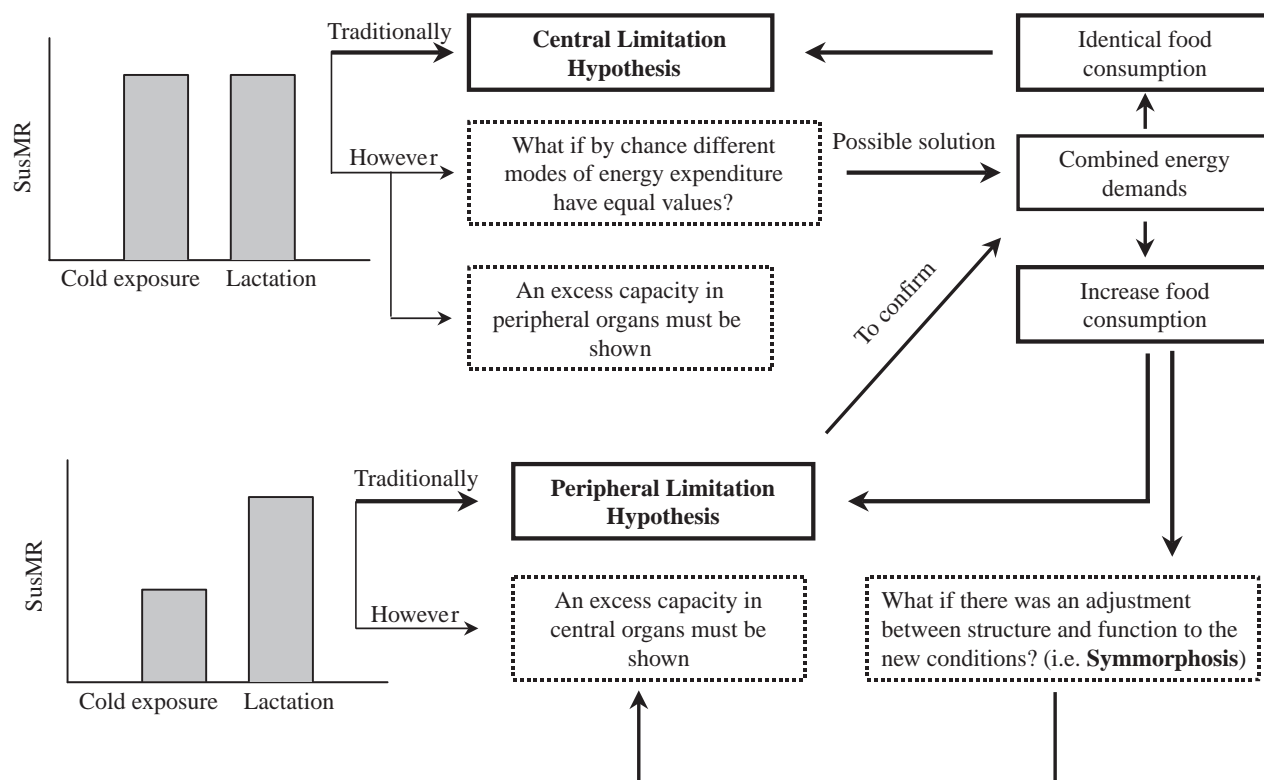 Traditionally
Central Limitation
Hypothesis
Identical food
consumption
SusMR
However
What if by chance different
modes of energy expenditure
have equal values?
Possible solution
Combined energy
demands
Cold exposure
Lactation
An excess capacity in
peripheral organs must be
shown
To confirm
Increase food
consumption
Traditionally
Peripheral Limitation
Hypothesis
SusMR
However
An excess capacity in
central organs must be
shown
What if there was an adjustment
between structure and function to the
new conditions? (i.e. Symmorphosis)
Cold exposure
Lactation